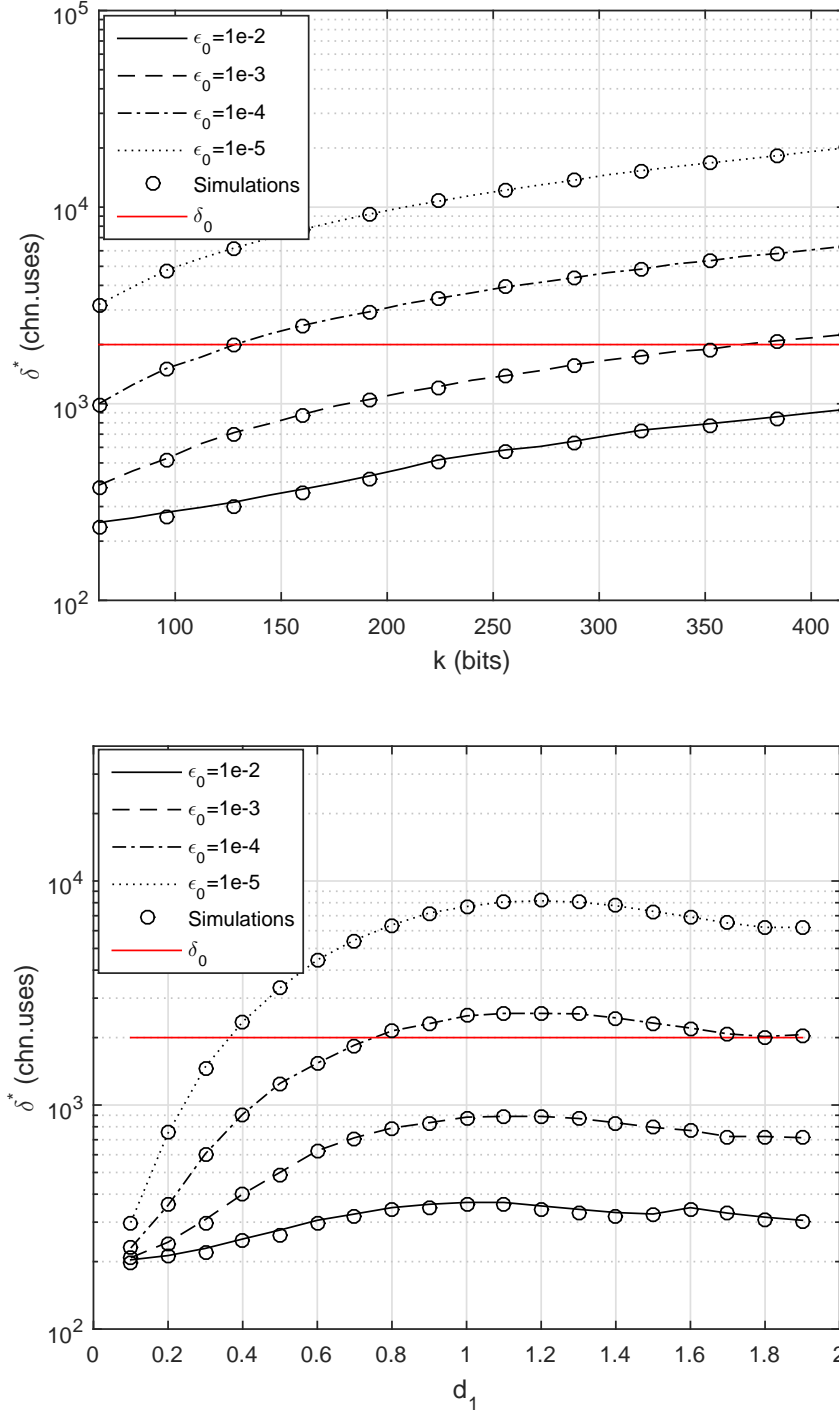 10^5
ϵ_0=1e-2
ϵ_0=1e-3
ϵ_0=1e-4
ϵ_0=1e-5
Simulations
δ_0
10^4
10^3
10^2
δ^* (chn.uses)
100 150 200 250 300 350 400
k (bits)
ϵ_0=1e-2
ϵ_0=1e-3
ϵ_0=1e-4
ϵ_0=1e-5
Simulations
δ_0
10^4
10^3
10^2
δ^* (chn.uses)
0 0.2 0.4 0.6 0.8 1 1.2 1.4 1.6 1.8 2
d_1